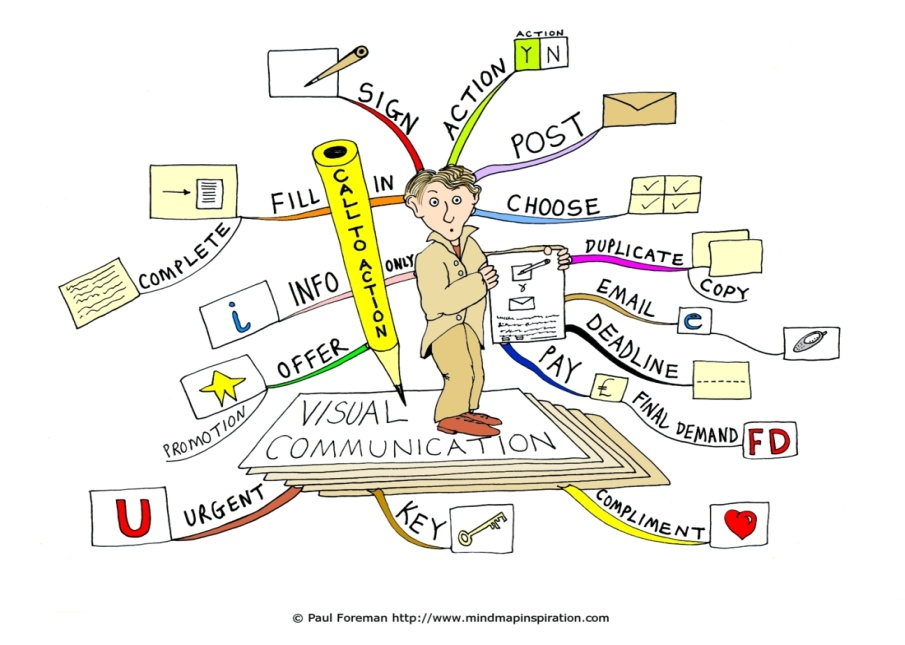 ACTION
Y N
SIGN
ACTION
POST
FILL IN
CHOOSE
COMPLETE
CALL TO ACTION
DUPLICATE
COPY
INFO ONLY
i
EMAIL
e
OFFER
DEADLINE
PROMOTION
PAY
£
FINAL DEMAND
FD
VISUAL
COMMUNICATION
URGENT
U
KEY
COMPLIMENT
© Paul Foreman http://www.mindmapinspiration.com